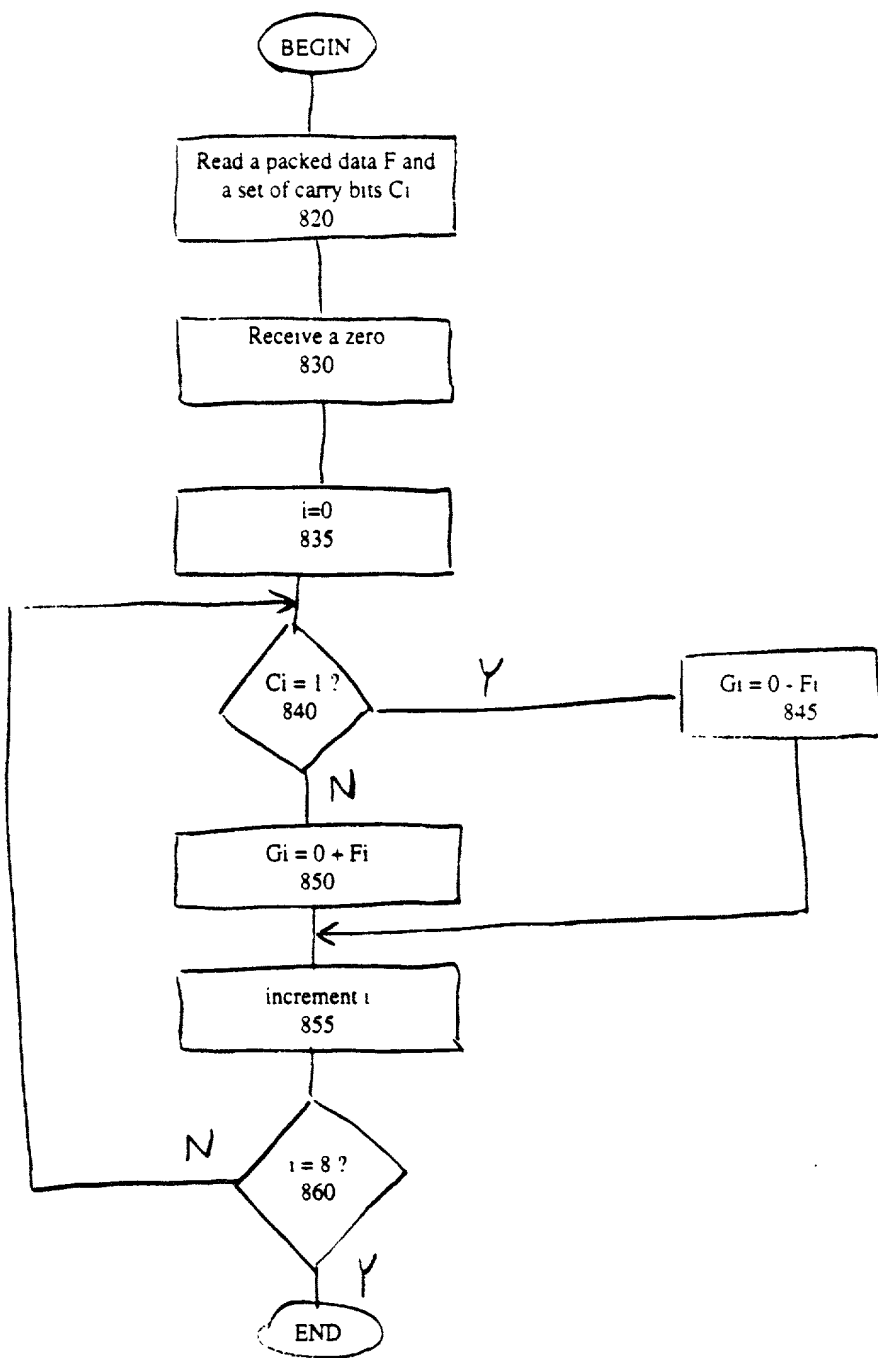 BEGIN
Read a packed data F and
a set of carry bits Ci
820
Receive a zero
830
i=0
835
Ci = 1 ?
840
Y
Gi = 0 - Fi
845
N
Gi = 0 + Fi
850
increment i
855
N
i = 8 ?
860
Y
END